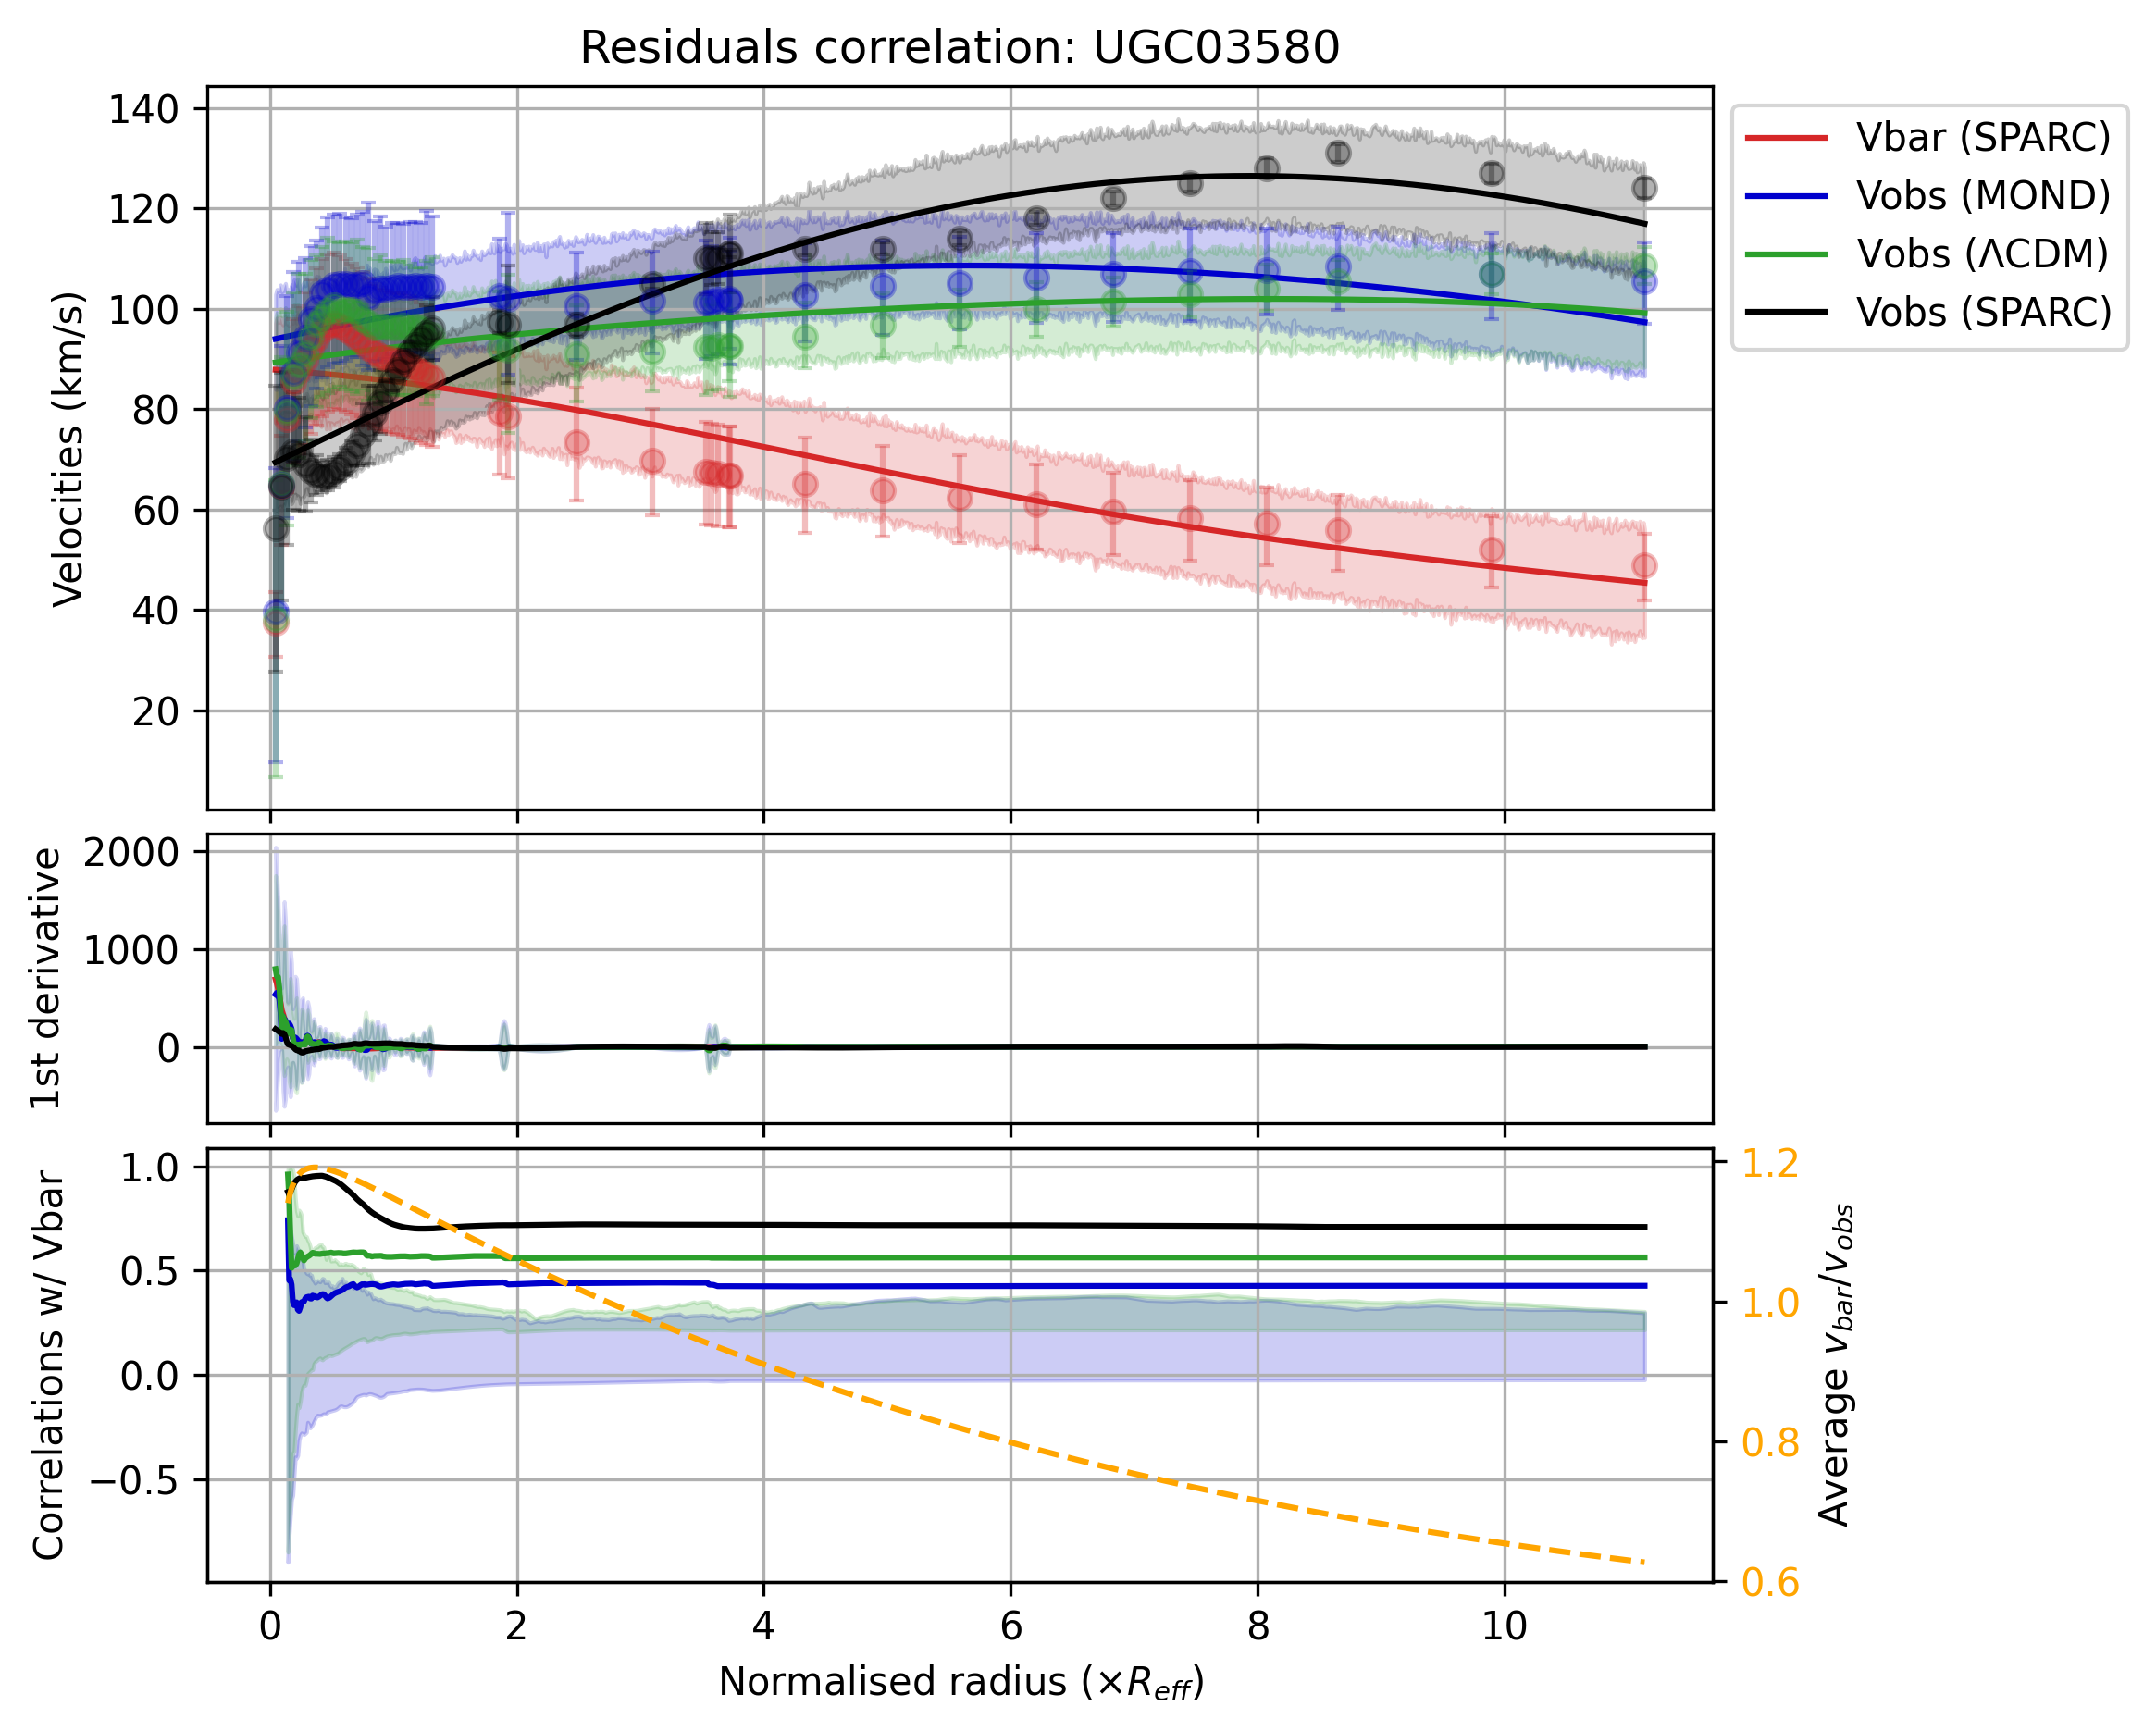 Residuals correlation: UGC03580
140
120
100
80
60
40
20
Velocities (km/s)
Vbar (SPARC)
Vobs (MOND)
Vobs (ΛCDM)
Vobs (SPARC)
2000
1000
0
1st derivative
1.0
0.5
0.0
−0.5
Correlations w/ Vbar
1.2
1.0
0.8
0.6
Average v_bar/v_obs
0 2 4 6 8 10
Normalised radius (×R_eff)